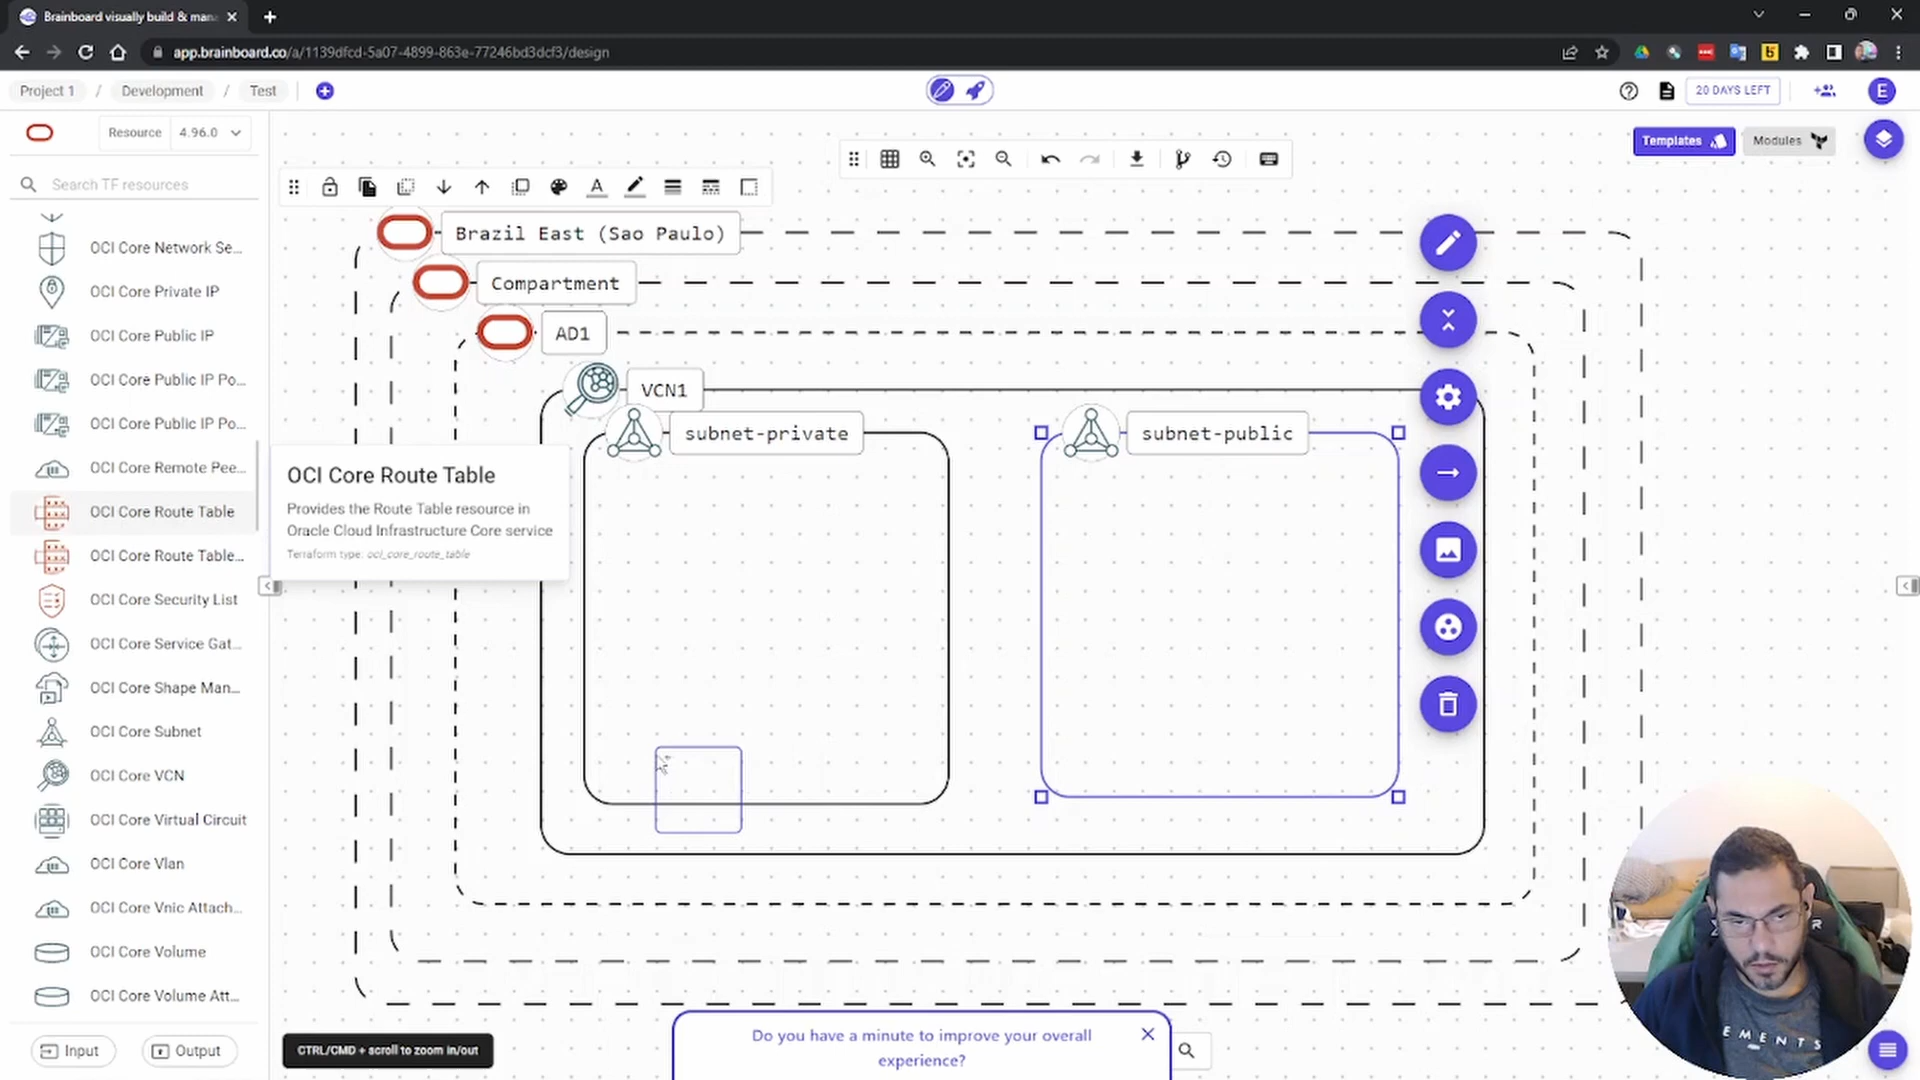 Brainboard visually build & man
app.brainboard.co/a/1139dfcd-5a07-4899-863e-77246bd3dcf3/design
Project 1 / Development / Test
20 DAYS LEFT
E
Resource 4.96.0
Templates
Modules
Search TF resources
Brazil East (Sao Paulo)
Compartment
AD1
VCN1
subnet-private
subnet-public
OCI Core Network Se...
OCI Core Private IP
OCI Core Public IP
OCI Core Public IP Po...
OCI Core Public IP Po...
OCI Core Remote Pee...
OCI Core Route Table
OCI Core Route Table...
OCI Core Security List
OCI Core Service Gat...
OCI Core Shape Man...
OCI Core Subnet
OCI Core VCN
OCI Core Virtual Circuit
OCI Core Vlan
OCI Core Vnic Attach...
OCI Core Volume
OCI Core Volume Att...
OCI Core Route Table
Provides the Route Table resource in
Oracle Cloud Infrastructure Core service
Terraform type: oci_core_route_table
Input
Output
CTRL/CMD + scroll to zoom in/out
Do you have a minute to improve your overall
experience?
EMENTS